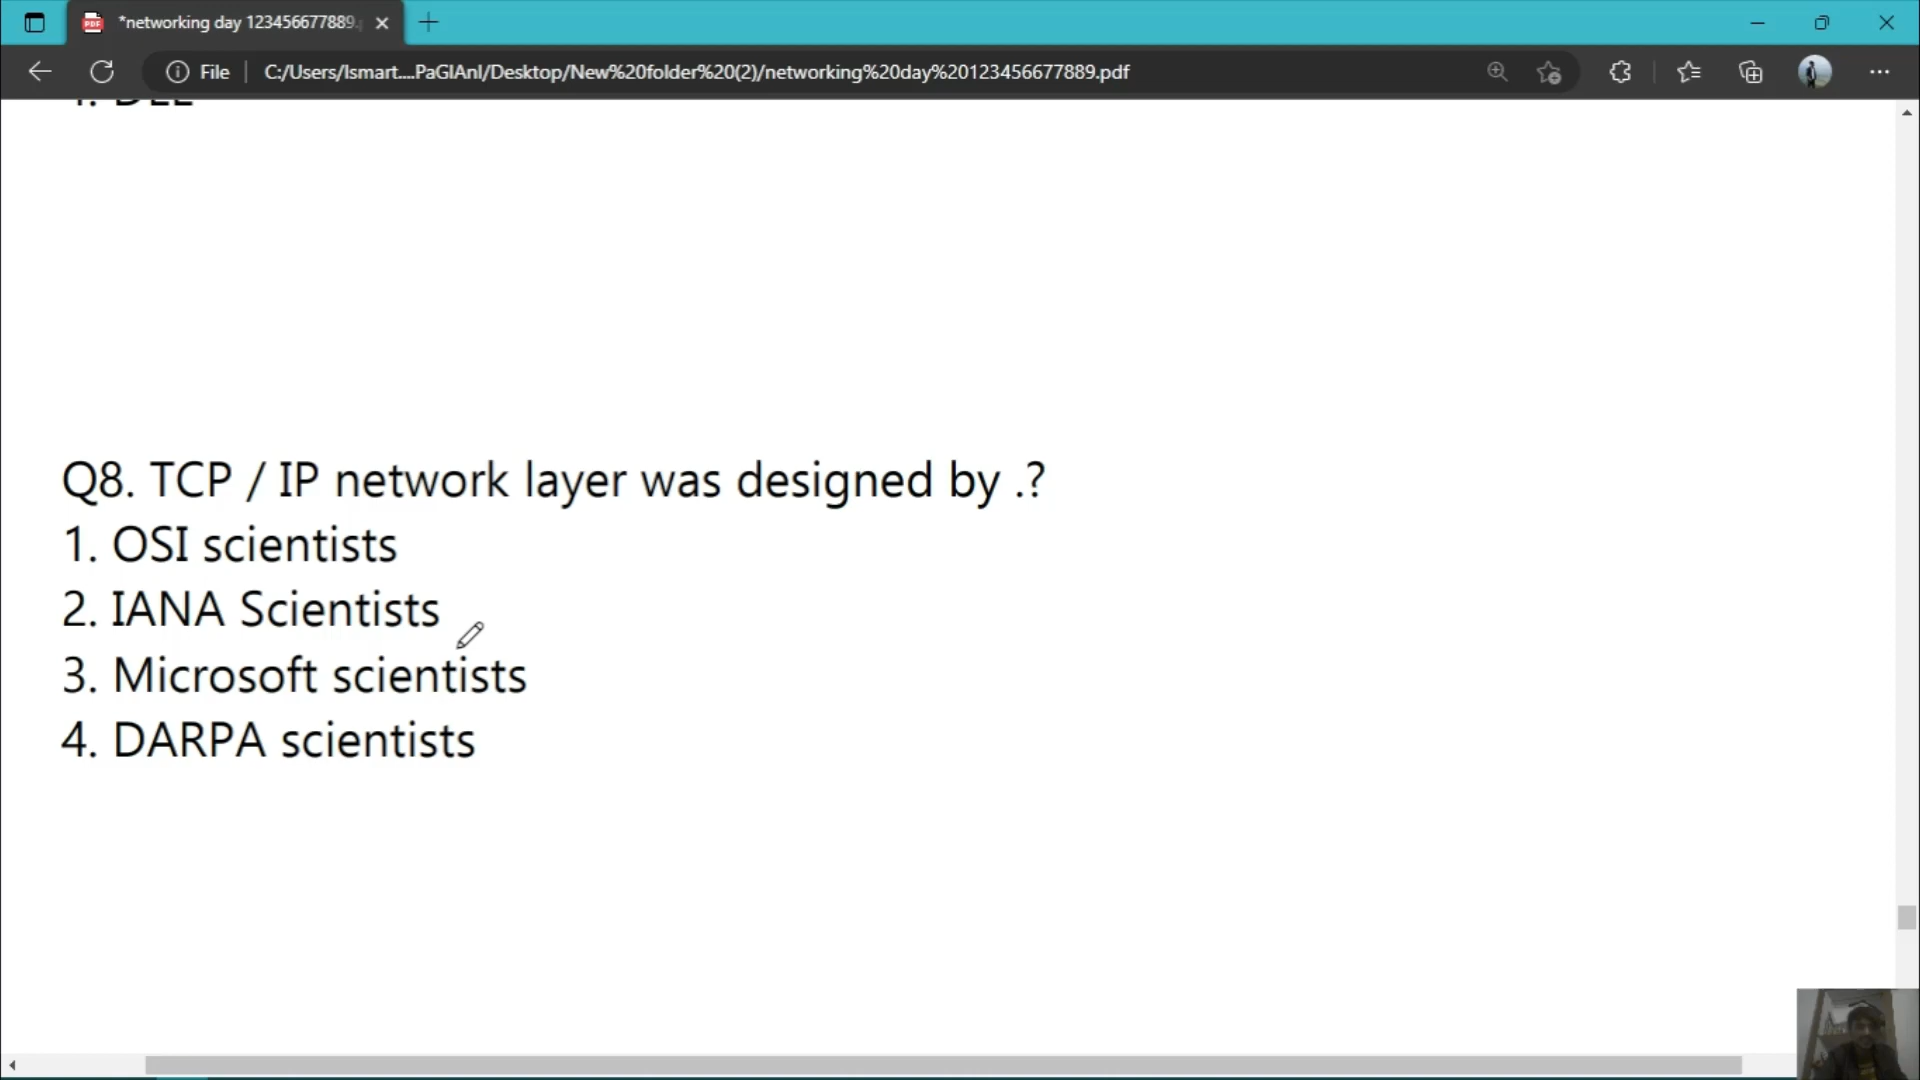 *networking day 123456677889.
File
C:/Users/Ismart....PaGIAnI/Desktop/New%20folder%20(2)/networking%20day%20123456677889.pdf
Q8. TCP / IP network layer was designed by .?
1. OSI scientists
2. IANA Scientists
3. Microsoft scientists
4. DARPA scientists